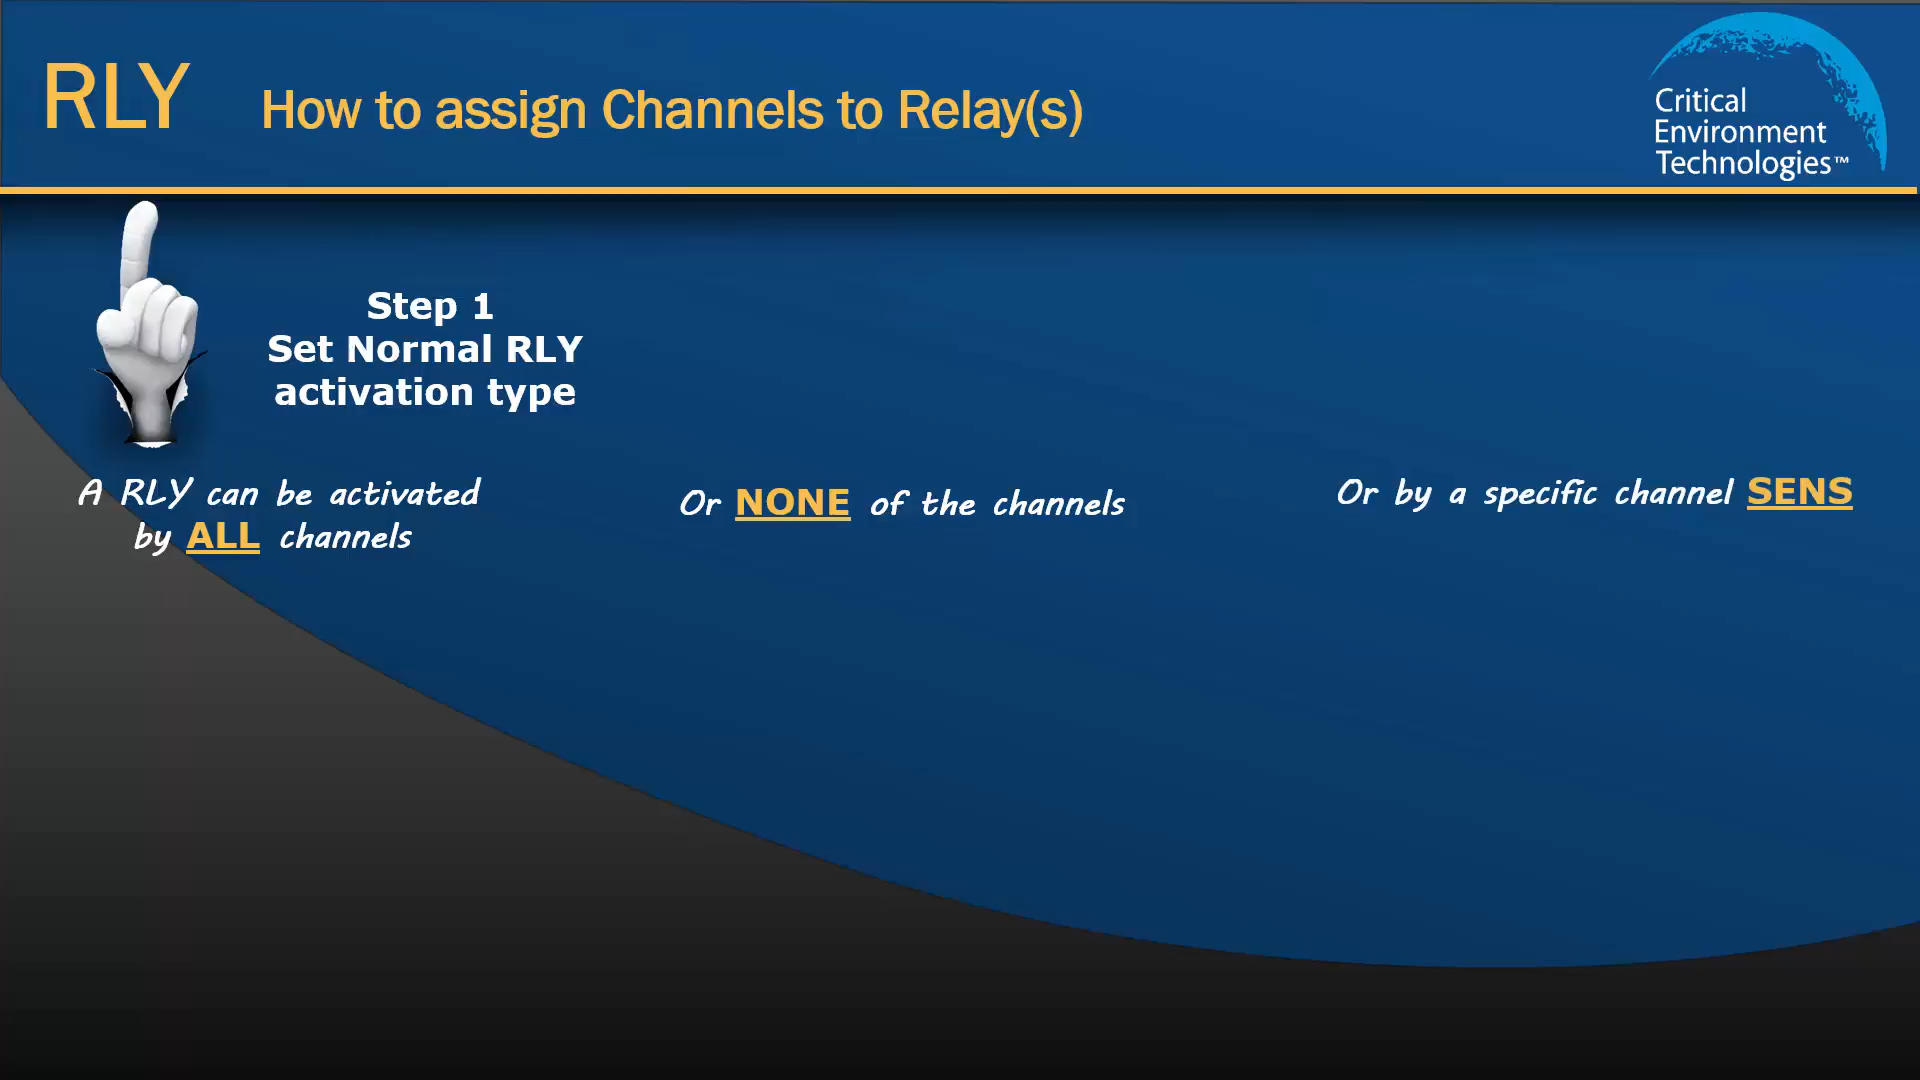 RLY How to assign Channels to Relay(s)
Critical
Environment
Technologies™
Step 1
Set Normal RLY
activation type
A RLY can be activated
by ALL channels
Or NONE of the channels
Or by a specific channel SENS